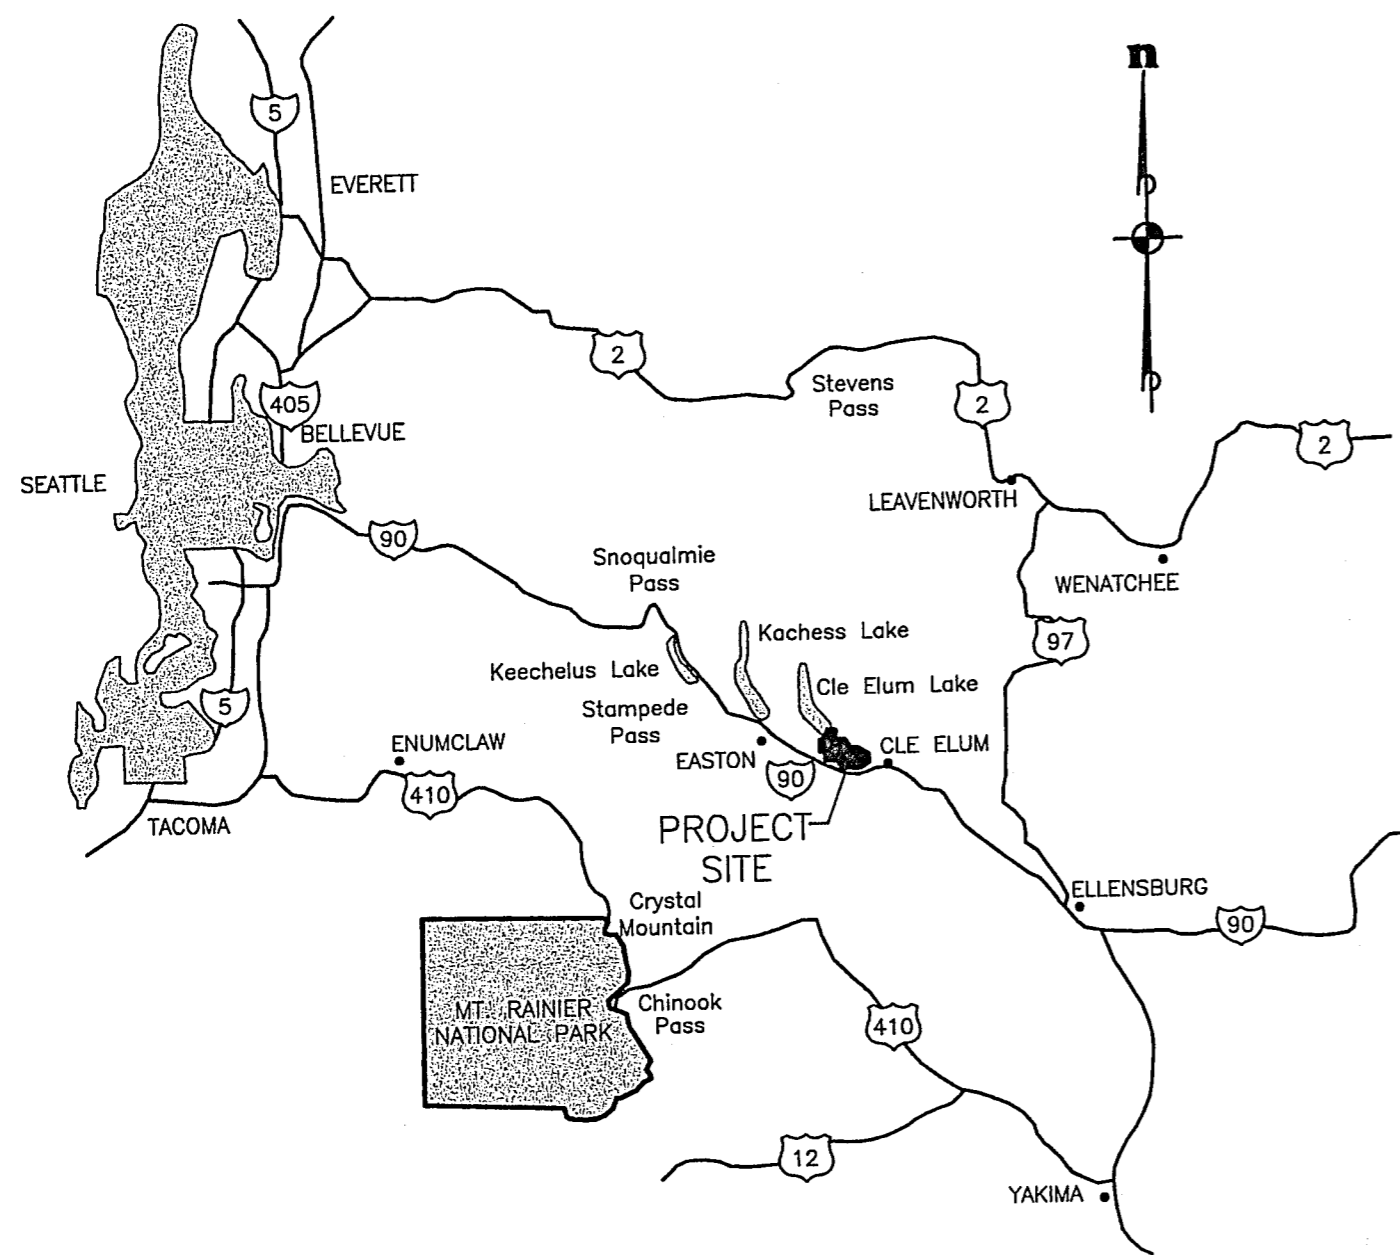 n
5
EVERETT
2
Stevens
Pass
2
405
BELLEVUE
2
SEATTLE
LEAVENWORTH
90
Snoqualmie
Pass
WENATCHEE
Kachess Lake
97
Keechelus Lake
Cle Elum Lake
5
Stampede
Pass
ENUMCLAW
EASTON
CLE ELUM
90
410
TACOMA
PROJECT
SITE
ELLENSBURG
Crystal
Mountain
90
MT. RAINIER
NATIONAL PARK
Chinook
Pass
410
12
YAKIMA